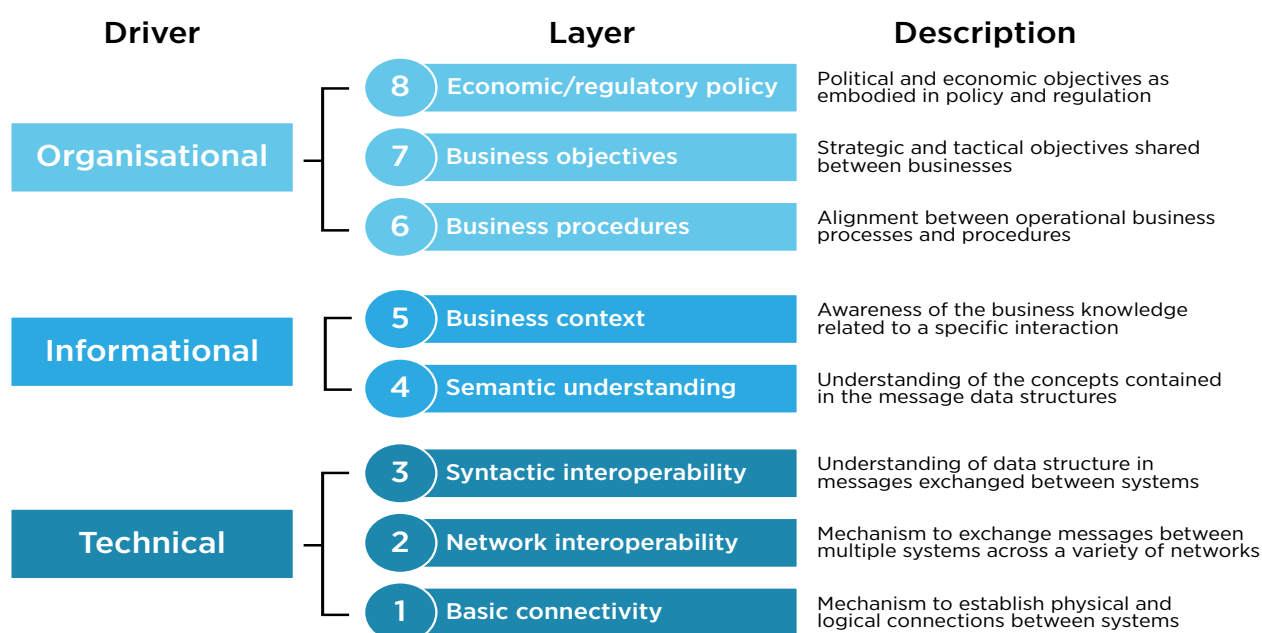 Driver Layer Description
Organisational
8 Economic/regulatory policy
Political and economic objectives as
embodied in policy and regulation
7 Business objectives
Strategic and tactical objectives shared
between businesses
6 Business procedures
Alignment between operational business
processes and procedures
Informational
5 Business context
Awareness of the business knowledge
related to a specific interaction
4 Semantic understanding
Understanding of the concepts contained
in the message data structures
Technical
3 Syntactic interoperability
Understanding of data structure in
messages exchanged between systems
2 Network interoperability
Mechanism to exchange messages between
multiple systems across a variety of networks
1 Basic connectivity
Mechanism to establish physical and
logical connections between systems